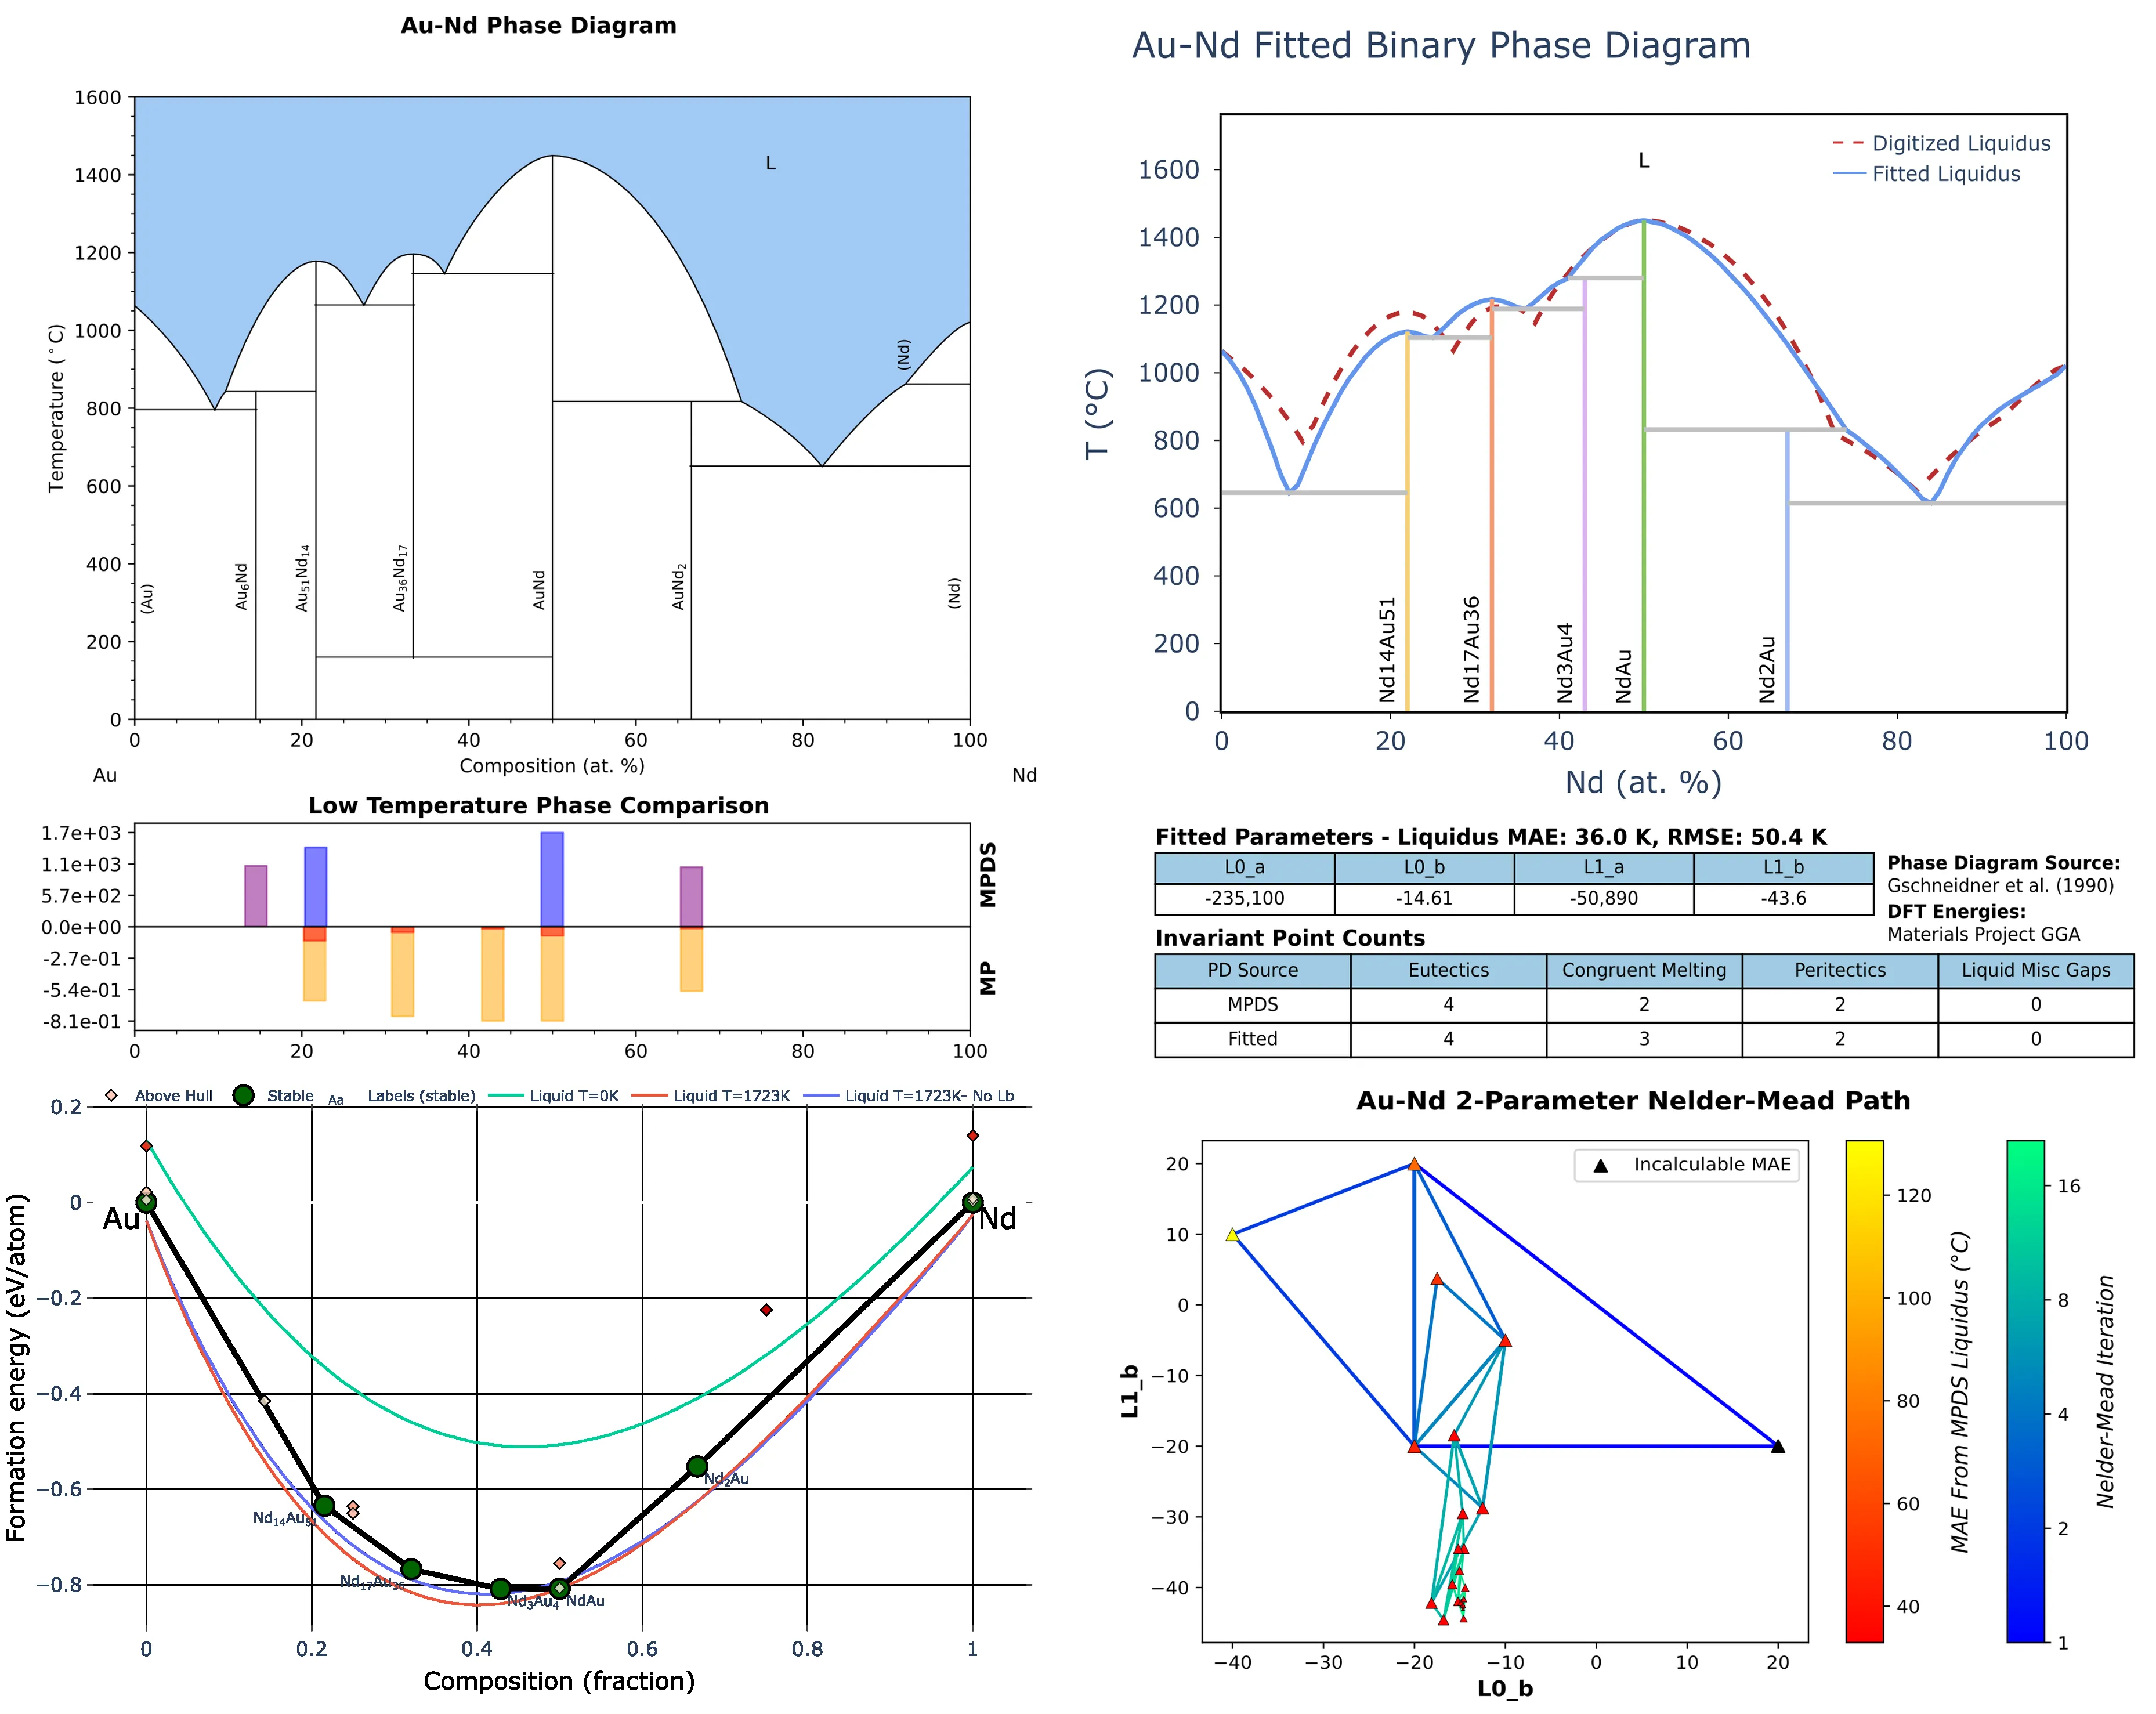 Au-Nd Phase Diagram
1600
1400
1200
1000
800
600
400
200
0
Temperature (°C)
L
(Nd)
(Au)
Au6Nd
Au51Nd14
Au36Nd17
AuNd
AuNd2
(Nd)
0 20 40 60 80 100
Composition (at. %)
Au Nd
Au-Nd Fitted Binary Phase Diagram
Digitized Liquidus
Fitted Liquidus
L
1600
1400
1200
1000
800
600
400
200
0
T (°C)
Nd14Au51
Nd17Au36
Nd3Au4
NdAu
Nd2Au
0 20 40 60 80 100
Nd (at. %)
Low Temperature Phase Comparison
1.7e+03
1.1e+03
5.7e+02
0.0e+00
-2.7e-01
-5.4e-01
-8.1e-01
MPDS
MP
0 20 40 60 80 100
Fitted Parameters - Liquidus MAE: 36.0 K, RMSE: 50.4 K
L0_a L0_b L1_a L1_b
-235,100 -14.61 -50,890 -43.6
Phase Diagram Source:
Gschneidner et al. (1990)
DFT Energies:
Materials Project GGA
Invariant Point Counts
PD Source Eutectics Congruent Melting Peritectics Liquid Misc Gaps
MPDS 4 2 2 0
Fitted 4 3 2 0
Above Hull Stable Aa Labels (stable) Liquid T=0K Liquid T=1723K Liquid T=1723K- No Lb
0.2
0
−0.2
−0.4
−0.6
−0.8
Formation energy (eV/atom)
Au
Nd
Nd14Au51
Nd17Au36
Nd3Au4
NdAu
Nd2Au
0 0.2 0.4 0.6 0.8 1
Composition (fraction)
Au-Nd 2-Parameter Nelder-Mead Path
Incalculable MAE
20
10
0
−10
−20
−30
−40
L1_b
−40 −30 −20 −10 0 10 20
L0_b
120
100
80
60
40
MAE From MPDS Liquidus (°C)
16
8
4
2
1
Nelder-Mead Iteration